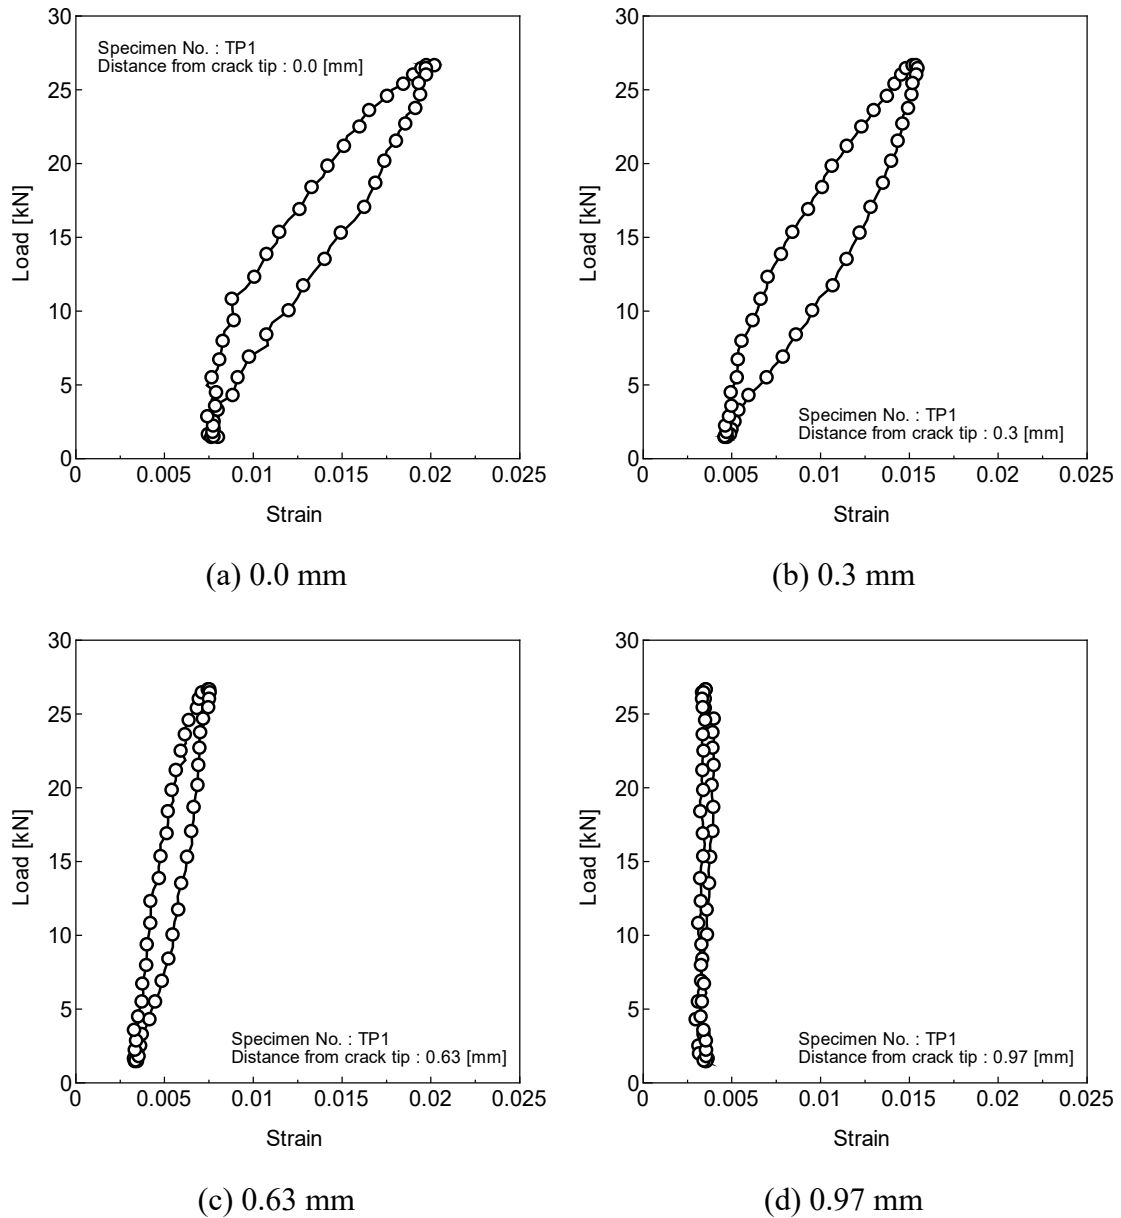 30
Specimen No. : TP1
Distance from crack tip : 0.0 [mm]
25
20
15
10
5
0
Load [kN]
0 0.005 0.01 0.015 0.02 0.025
Strain
(a) 0.0 mm
30
25
20
15
10
5
0
Load [kN]
Specimen No. : TP1
Distance from crack tip : 0.3 [mm]
0 0.005 0.01 0.015 0.02 0.025
Strain
(b) 0.3 mm
30
25
20
15
10
5
0
Load [kN]
Specimen No. : TP1
Distance from crack tip : 0.63 [mm]
0 0.005 0.01 0.015 0.02 0.025
Strain
(c) 0.63 mm
30
25
20
15
10
5
0
Load [kN]
Specimen No. : TP1
Distance from crack tip : 0.97 [mm]
0 0.005 0.01 0.015 0.02 0.025
Strain
(d) 0.97 mm